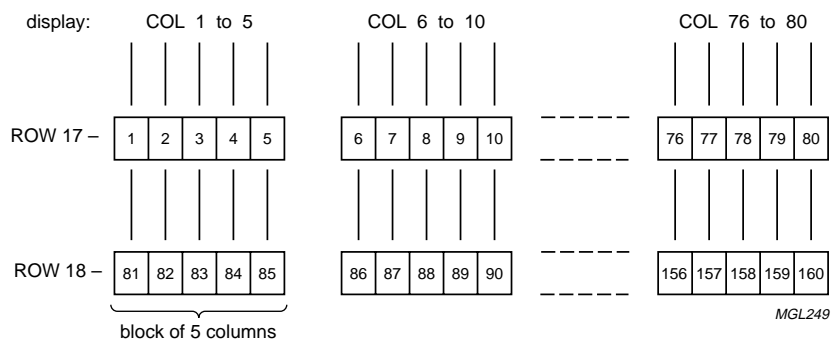 display: COL 1 to 5 COL 6 to 10 COL 76 to 80
ROW 17 – 1 2 3 4 5 6 7 8 9 10 76 77 78 79 80
ROW 18 – 81 82 83 84 85 86 87 88 89 90 156 157 158 159 160
MGL249
block of 5 columns